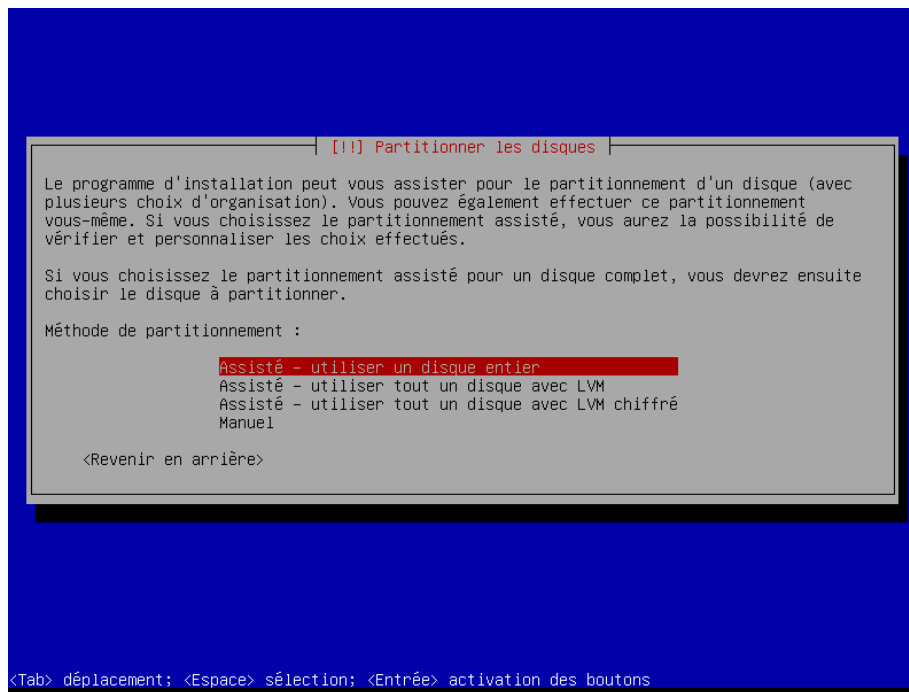 [!!] Partitionner les disques
Le programme d'installation peut vous assister pour le partitionnement d'un disque (avec
plusieurs choix d'organisation). Vous pouvez également effectuer ce partitionnement
vous-même. Si vous choisissez le partitionnement assisté, vous aurez la possibilité de
vérifier et personnaliser les choix effectués.
Si vous choisissez le partitionnement assisté pour un disque complet, vous devrez ensuite
choisir le disque à partitionner.
Méthode de partitionnement :
Assisté - utiliser un disque entier
Assisté - utiliser tout un disque avec LVM
Assisté - utiliser tout un disque avec LVM chiffré
Manuel
<Revenir en arrière>
<Tab> déplacement; <Espace> sélection; <Entrée> activation des boutons